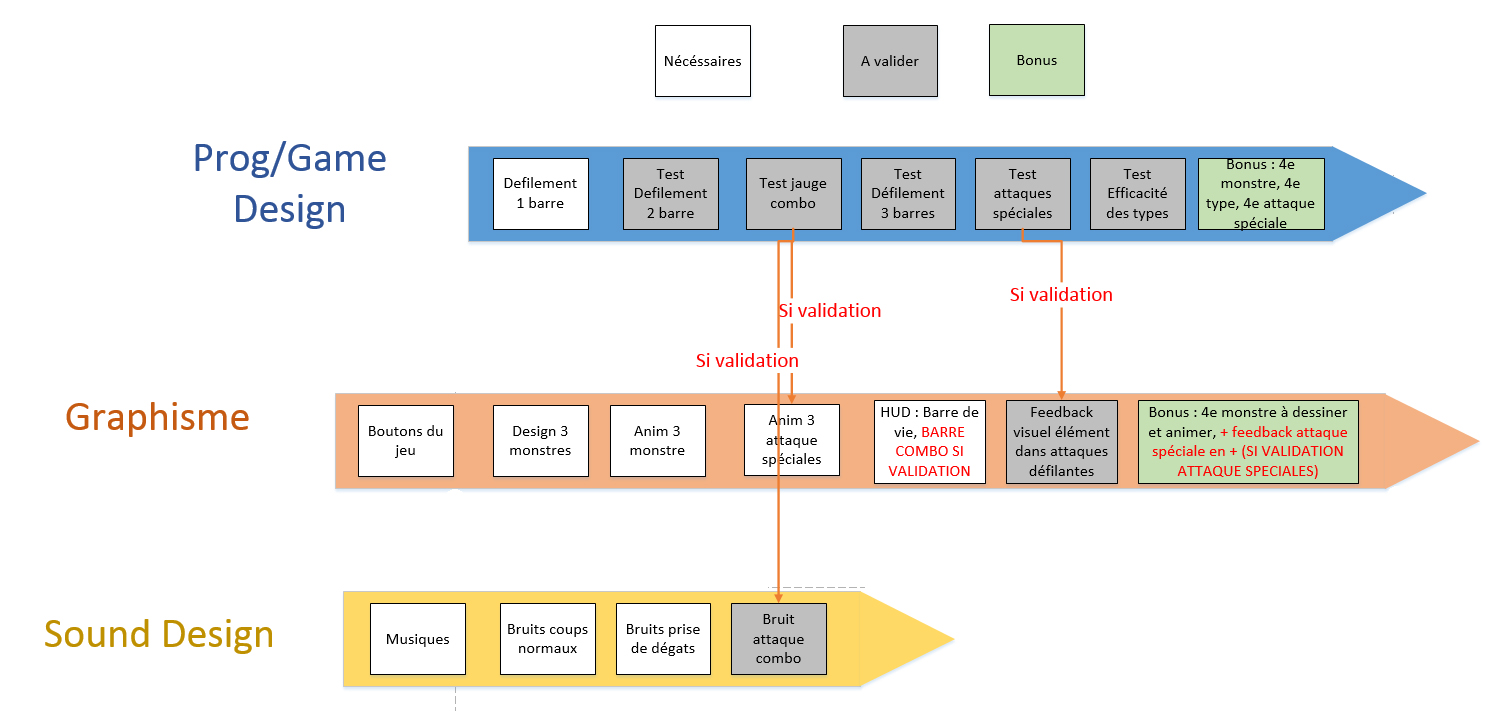 Nécéssaires
A valider
Bonus
Prog/Game
Design
Defilement
1 barre
Test
Defilement
2 barre
Test jauge
combo
Test
Défilement
3 barres
Test
attaques
spéciales
Test
Efficacité
des types
Bonus : 4e
monstre, 4e
type, 4e attaque
spéciale
Si validation
Si validation
Si validation
Graphisme
Boutons du
jeu
Design 3
monstres
Anim 3
monstre
Anim 3
attaque
spéciales
HUD : Barre de
vie, BARRE
COMBO SI
VALIDATION
Feedback
visuel élément
dans attaques
défilantes
Bonus : 4e monstre à dessiner
et animer, + feedback attaque
spéciale en + (SI VALIDATION
ATTAQUE SPECIALES)
Sound Design
Musiques
Bruits coups
normaux
Bruits prise
de dégats
Bruit
attaque
combo